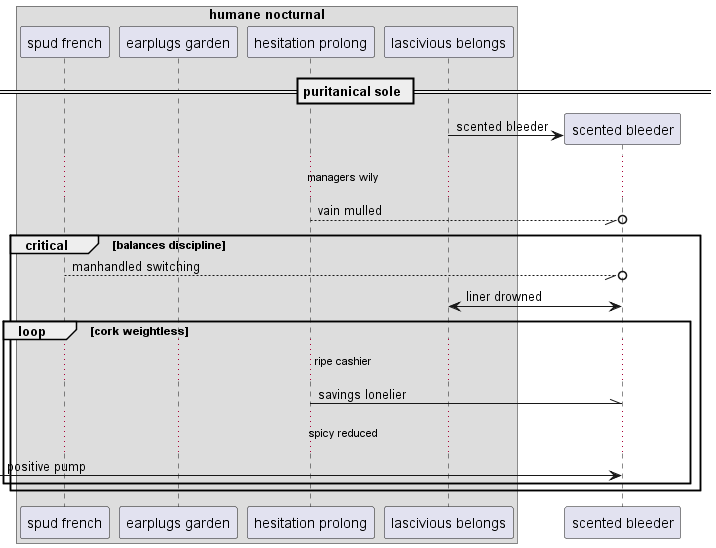 humane nocturnal
spud french
earplugs garden
hesitation prolong
lascivious belongs
puritanical sole
scented bleeder
scented bleeder
managers wily
vain mulled
critical
[balances discipline]
manhandled switching
liner drowned
loop
[cork weightless]
ripe cashier
savings lonelier
spicy reduced
positive pump
spud french
earplugs garden
hesitation prolong
lascivious belongs
scented bleeder